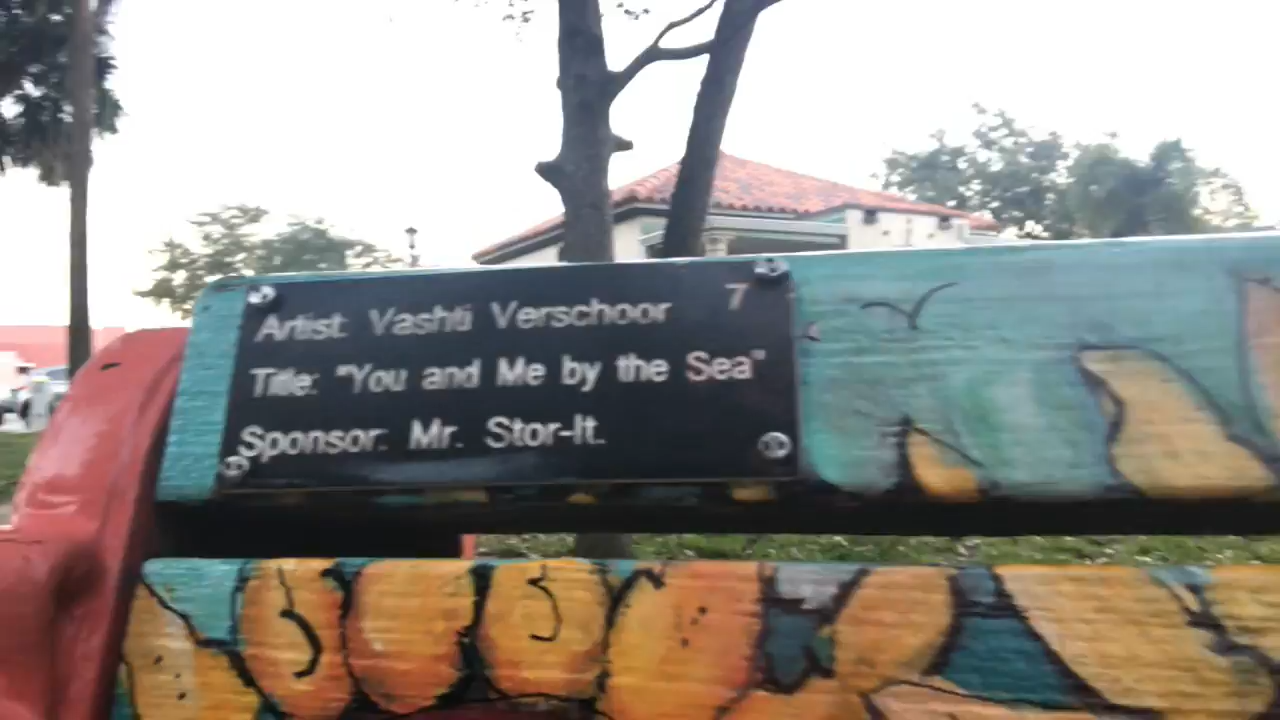 Artist: Vashti Verschoor 7
Title: "You and Me by the Sea"
Sponsor: Mr. Stor-It.